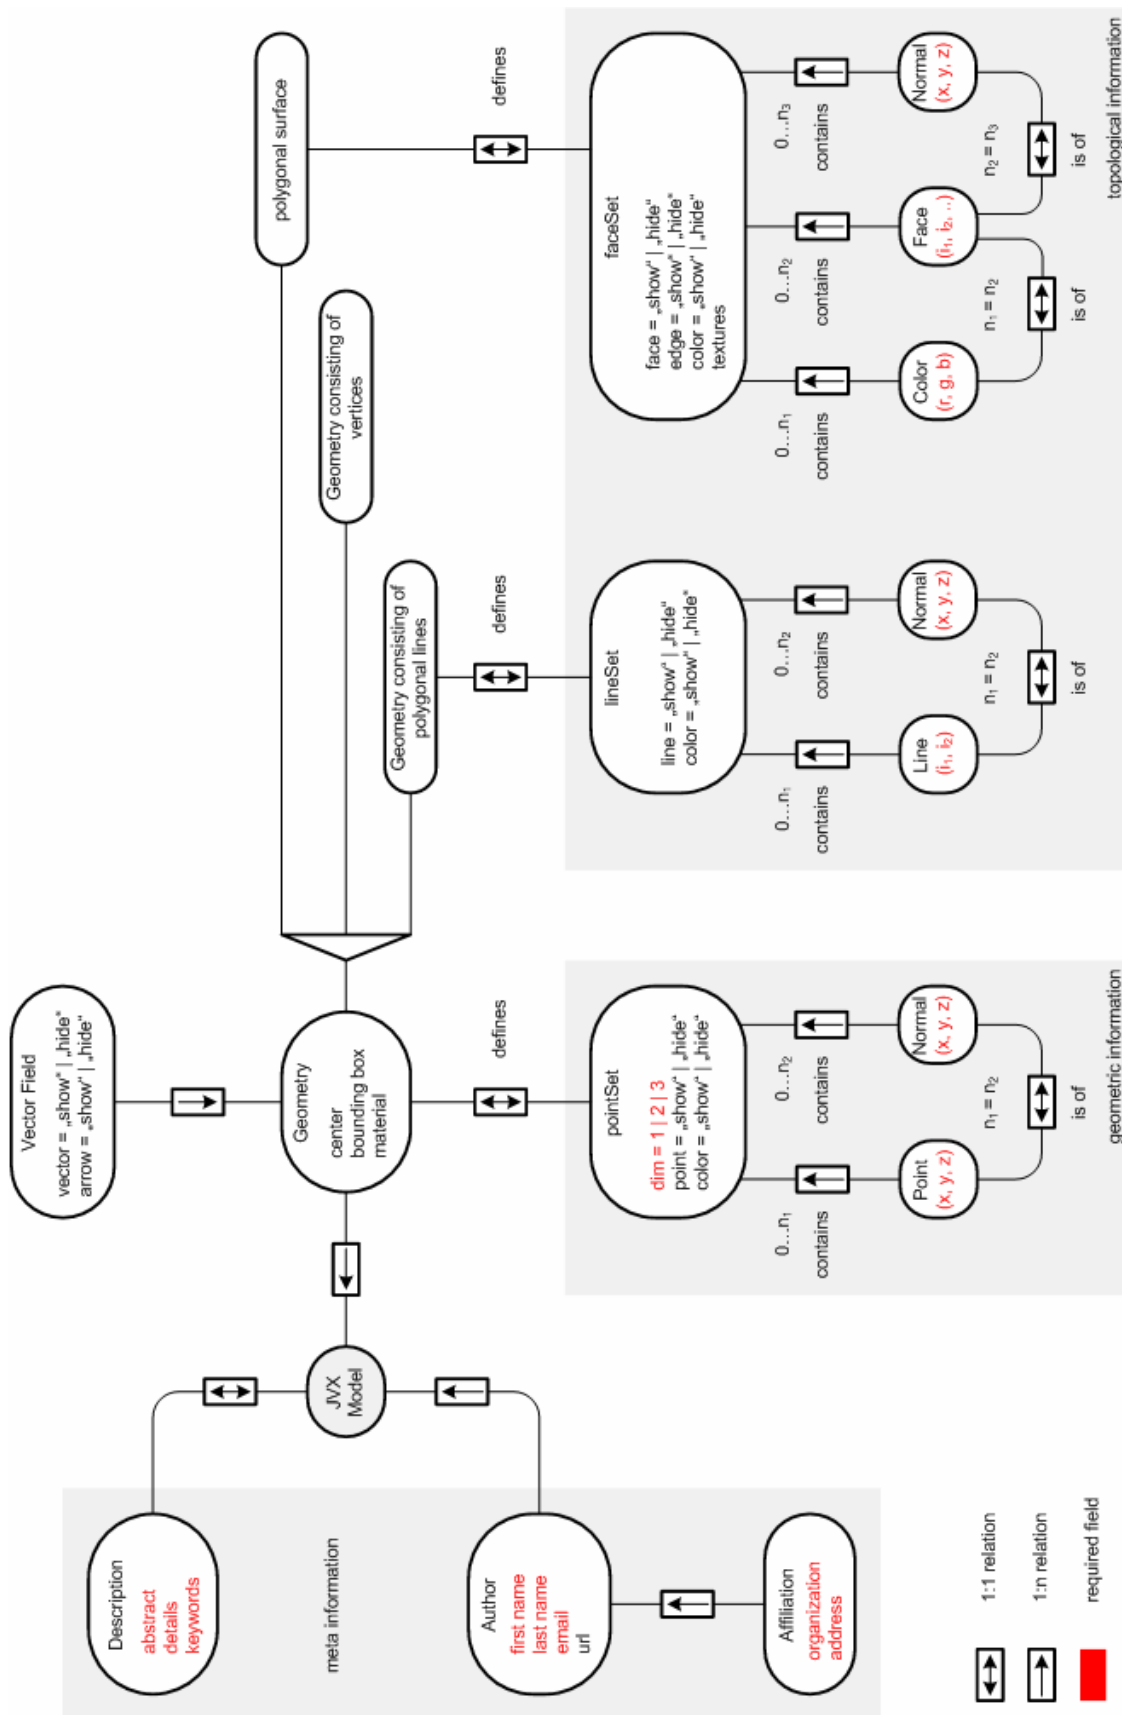 Vector Field
vector = „show“ | „hide“
arrow = „show“ | „hide“
polygonal surface
Geometry consisting of
vertices
Geometry consisting of
polygonal lines
Description
abstract
details
keywords
meta information
Author
first name
last name
email
url
Affiliation
organization
address
JVX
Model
Geometry
center
bounding box
material
defines
defines
defines
pointSet
dim = 1 | 2 | 3
point = „show“ | „hide“
color = „show“ | „hide“
0...n₁
contains
0...n₂
contains
Point
(x, y, z)
Normal
(x, y, z)
n₁ = n₂
is of
geometric information
lineSet
line = „show“ | „hide“
color = „show“ | „hide“
0...n₁
contains
0...n₂
contains
Line
(i₁, i₂)
Normal
(x, y, z)
n₁ = n₂
is of
faceSet
face = „show“ | „hide“
edge = „show“ | „hide“
color = „show“ | „hide“
textures
0...n₁
contains
0...n₂
contains
0...n₃
contains
Color
(r, g, b)
Face
(i₁, i₂, ..)
Normal
(x, y, z)
n₁ = n₂
is of
n₂ = n₃
is of
topological information
1:1 relation
1:n relation
required field